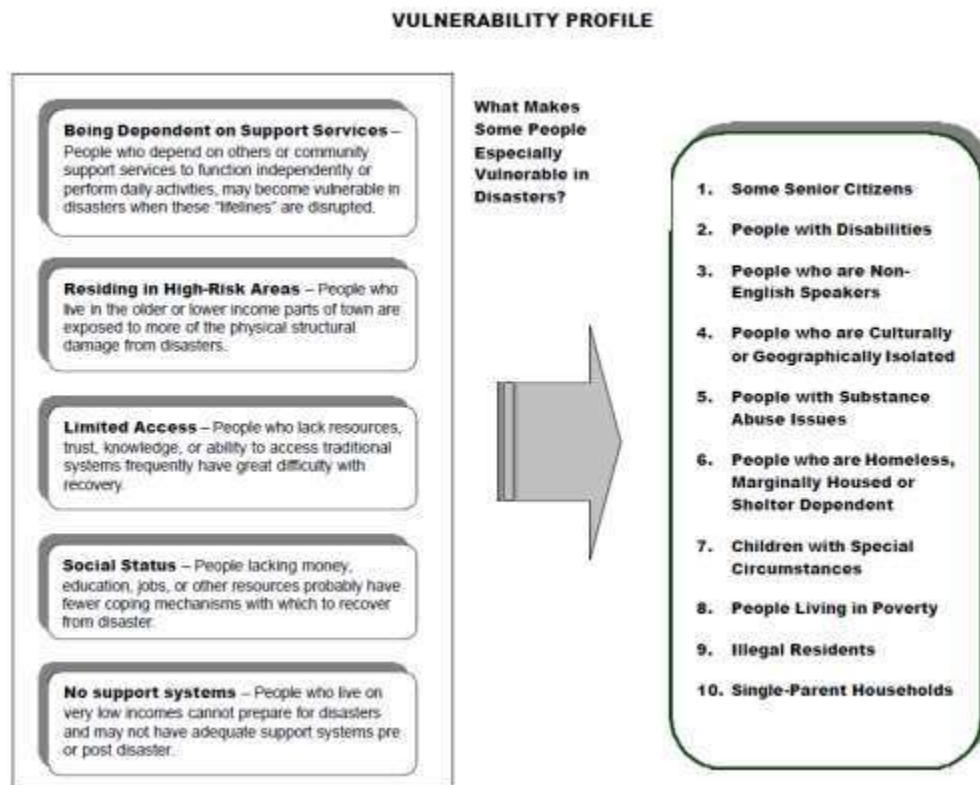 VULNERABILITY PROFILE
Being Dependent on Support Services –
People who depend on others or community
support services to function independently or
perform daily activities, may become vulnerable in
disasters when these "lifelines" are disrupted.
Residing in High-Risk Areas – People who
live in the older or lower income parts of town are
exposed to more of the physical structural
damage from disasters.
Limited Access – People who lack resources,
trust, knowledge, or ability to access traditional
systems frequently have great difficulty with
recovery.
Social Status – People lacking money,
education, jobs, or other resources probably have
fewer coping mechanisms with which to recover
from disaster.
No support systems – People who live on
very low incomes cannot prepare for disasters
and may not have adequate support systems pre
or post disaster.
What Makes
Some People
Especially
Vulnerable in
Disasters?
1. Some Senior Citizens
2. People with Disabilities
3. People who are Non-
English Speakers
4. People who are Culturally
or Geographically Isolated
5. People with Substance
Abuse Issues
6. People who are Homeless,
Marginally Housed or
Shelter Dependent
7. Children with Special
Circumstances
8. People Living in Poverty
9. Illegal Residents
10. Single-Parent Households